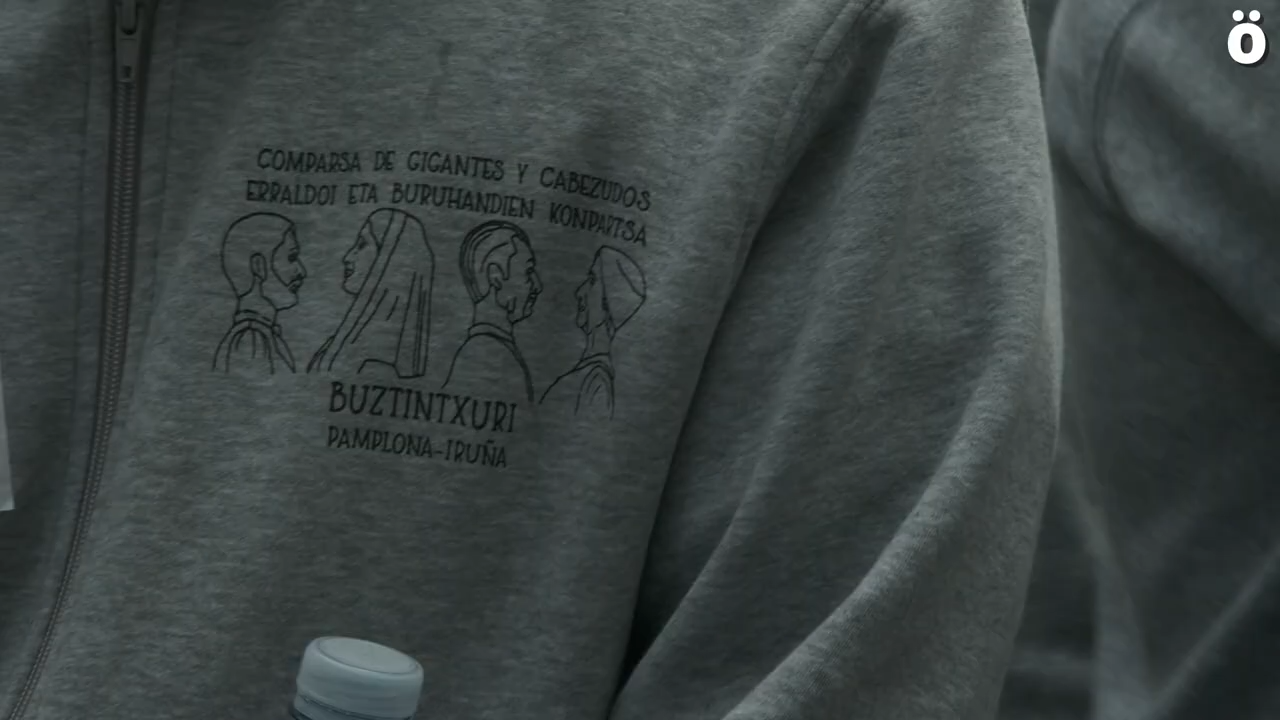 ö
COMPARSA DE GIGANTES Y CABEZUDOS
ERRALDOI ETA BURUHANDIEN KONPARTSA
BUZTINTXURI
PAMPLONA-IRUÑA